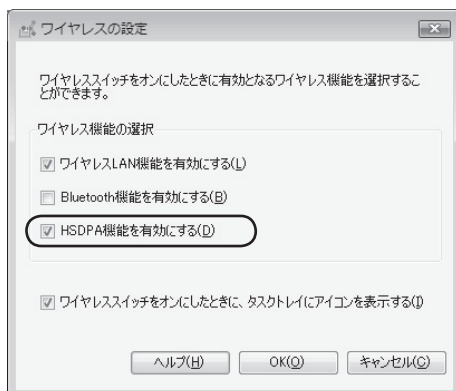 ワイヤレスの設定
ワイヤレススイッチをオンにしたときに有効となるワイヤレス機能を選択するこ
とができます。
ワイヤレス機能の選択
ワイヤレスLAN機能を有効にする(L)
Bluetooth機能を有効にする(B)
HSDPA機能を有効にする(D)
ワイヤレススイッチをオンにしたときに、タスクトレイにアイコンを表示する(I)
ヘルプ(H) OK(O) キャンセル(C)